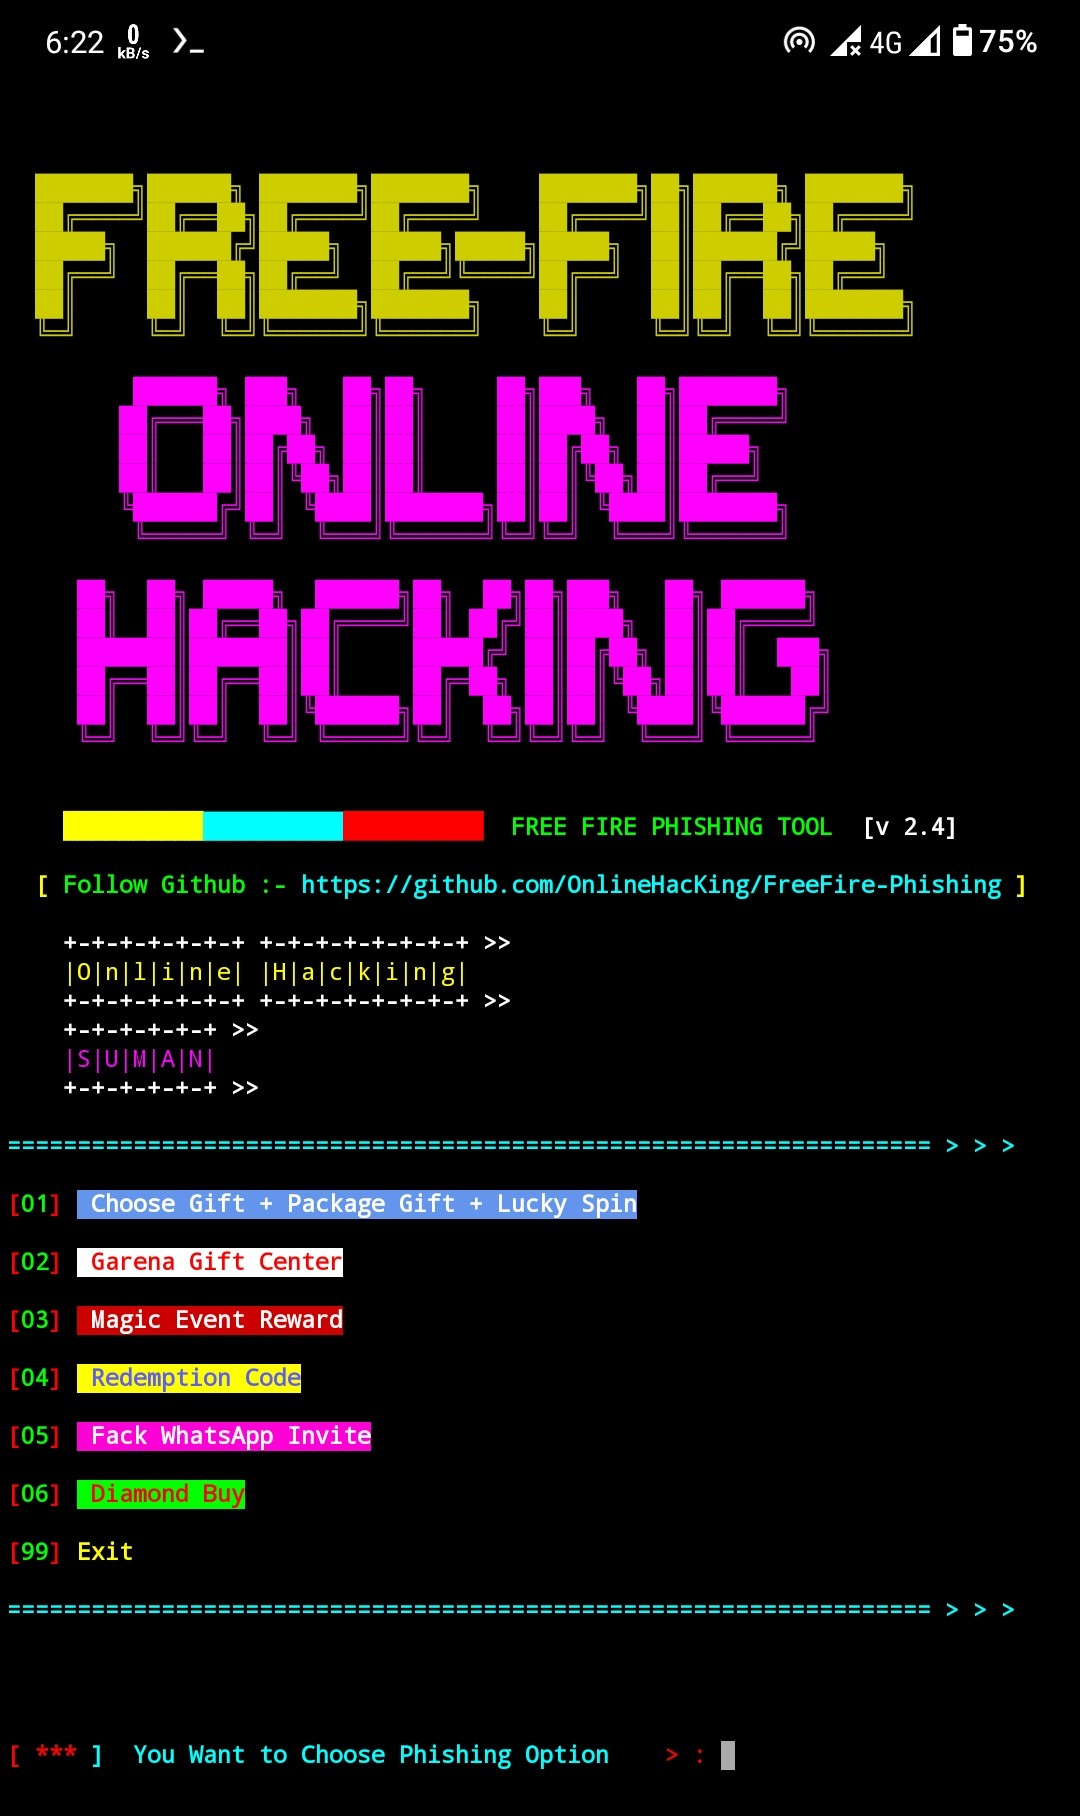 6:22 0 kB/s 4G 75%
FREE-FIRE
ONLINE
HACKING
FREE FIRE PHISHING TOOL [v 2.4]
[ Follow Github :- https://github.com/OnlineHacKing/FreeFire-Phishing ]
+-+-+-+-+-+-+ +-+-+-+-+-+-+-+ >>
|O|n|l|i|n|e| |H|a|c|k|i|n|g|
+-+-+-+-+-+-+ +-+-+-+-+-+-+-+ >>
+-+-+-+-+-+ >>
|S|U|M|A|N|
+-+-+-+-+-+ >>
================================================================== > > >
[01] Choose Gift + Package Gift + Lucky Spin
[02] Garena Gift Center
[03] Magic Event Reward
[04] Redemption Code
[05] Fack WhatsApp Invite
[06] Diamond Buy
[99] Exit
================================================================== > > >
[ *** ] You Want to Choose Phishing Option > :